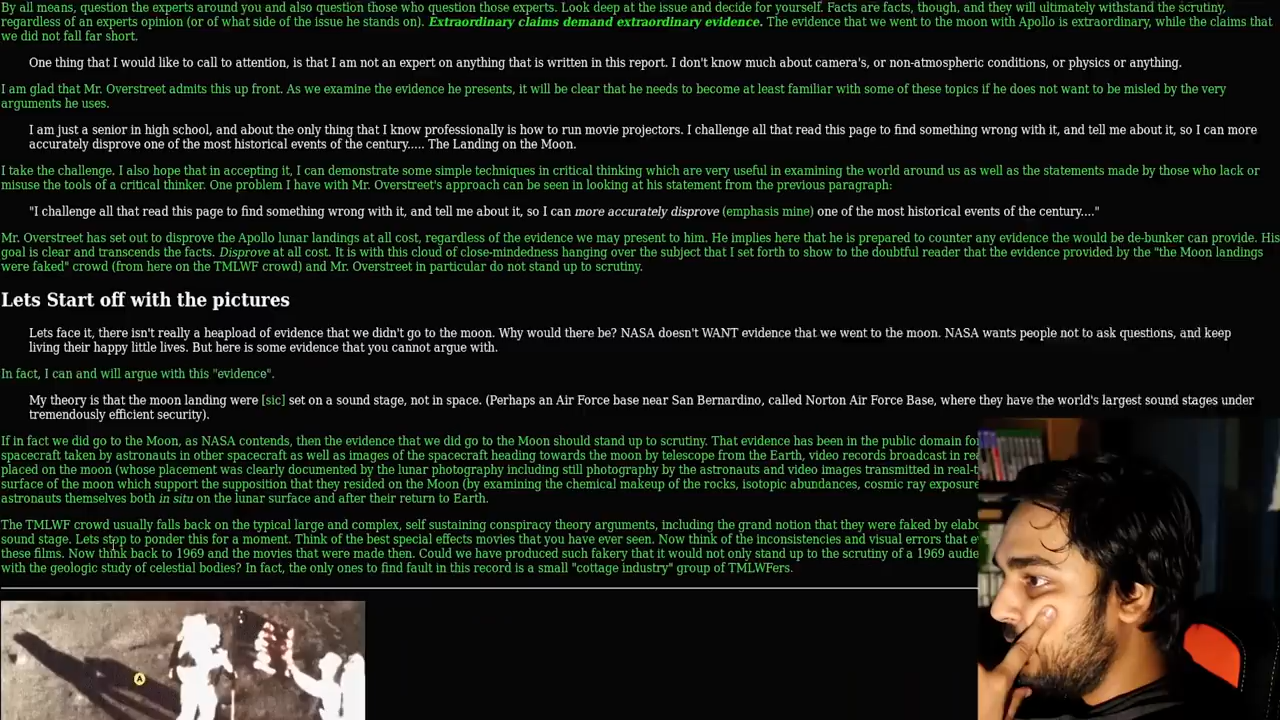 By all means, question the experts around you and also question those who question those experts. Look deep at the issue and decide for yourself. Facts are facts, though, and they will ultimately withstand the scrutiny,
regardless of an experts opinion (or of what side of the issue he stands on). Extraordinary claims demand extraordinary evidence. The evidence that we went to the moon with Apollo is extraordinary, while the claims that
we did not fall far short.
One thing that I would like to call to attention, is that I am not an expert on anything that is written in this report. I don't know much about camera's, or non-atmospheric conditions, or physics or anything.
I am glad that Mr. Overstreet admits this up front. As we examine the evidence he presents, it will be clear that he needs to become at least familiar with some of these topics if he does not want to be misled by the very
arguments he uses.
I am just a senior in high school, and about the only thing that I know professionally is how to run movie projectors. I challenge all that read this page to find something wrong with it, and tell me about it, so I can more
accurately disprove one of the most historical events of the century..... The Landing on the Moon.
I take the challenge. I also hope that in accepting it, I can demonstrate some simple techniques in critical thinking which are very useful in examining the world around us as well as the statements made by those who lack or
misuse the tools of a critical thinker. One problem I have with Mr. Overstreet's approach can be seen in looking at his statement from the previous paragraph:
"I challenge all that read this page to find something wrong with it, and tell me about it, so I can more accurately disprove (emphasis mine) one of the most historical events of the century...."
Mr. Overstreet has set out to disprove the Apollo lunar landings at all cost, regardless of the evidence we may present to him. He implies here that he is prepared to counter any evidence the would be de-bunker can provide. His
goal is clear and transcends the facts. Disprove at all cost. It is with this cloud of close-mindedness hanging over the subject that I set forth to show to the doubtful reader that the evidence provided by the "the Moon landings
were faked" crowd (from here on the TMLWF crowd) and Mr. Overstreet in particular do not stand up to scrutiny.
Lets Start off with the pictures
Lets face it, there isn't really a heapload of evidence that we didn't go to the moon. Why would there be? NASA doesn't WANT evidence that we went to the moon. NASA wants people not to ask questions, and keep
living their happy little lives. But here is some evidence that you cannot argue with.
In fact, I can and will argue with this "evidence".
My theory is that the moon landing were [sic] set on a sound stage, not in space. (Perhaps an Air Force base near San Bernardino, called Norton Air Force Base, where they have the world's largest sound stages under
tremendously efficient security).
If in fact we did go to the Moon, as NASA contends, then the evidence that we did go to the Moon should stand up to scrutiny. That evidence has been in the public domain
spacecraft taken by astronauts in other spacecraft as well as images of the spacecraft heading towards the moon by telescope from the Earth, video records broadcast in
placed on the moon (whose placement was clearly documented by the lunar photography including still photography by the astronauts and video images transmitted in
surface of the moon which support the supposition that they resided on the Moon (by examining the chemical makeup of the rocks, isotopic abundances, cosmic ray
astronauts themselves both in situ on the lunar surface and after their return to Earth.
The TMLWF crowd usually falls back on the typical large and complex, self sustaining conspiracy theory arguments, including the grand notion that they were faked by
sound stage. Lets stop to ponder this for a moment. Think of the best special effects movies that you have ever seen. Now think of the inconsistencies and visual errors that
these films. Now think back to 1969 and the movies that were made then. Could we have produced such fakery that it would not only stand up to the scrutiny of a 1969
with the geologic study of celestial bodies? In fact, the only ones to find fault in this record is a small "cottage industry" group of TMLWFers.
A